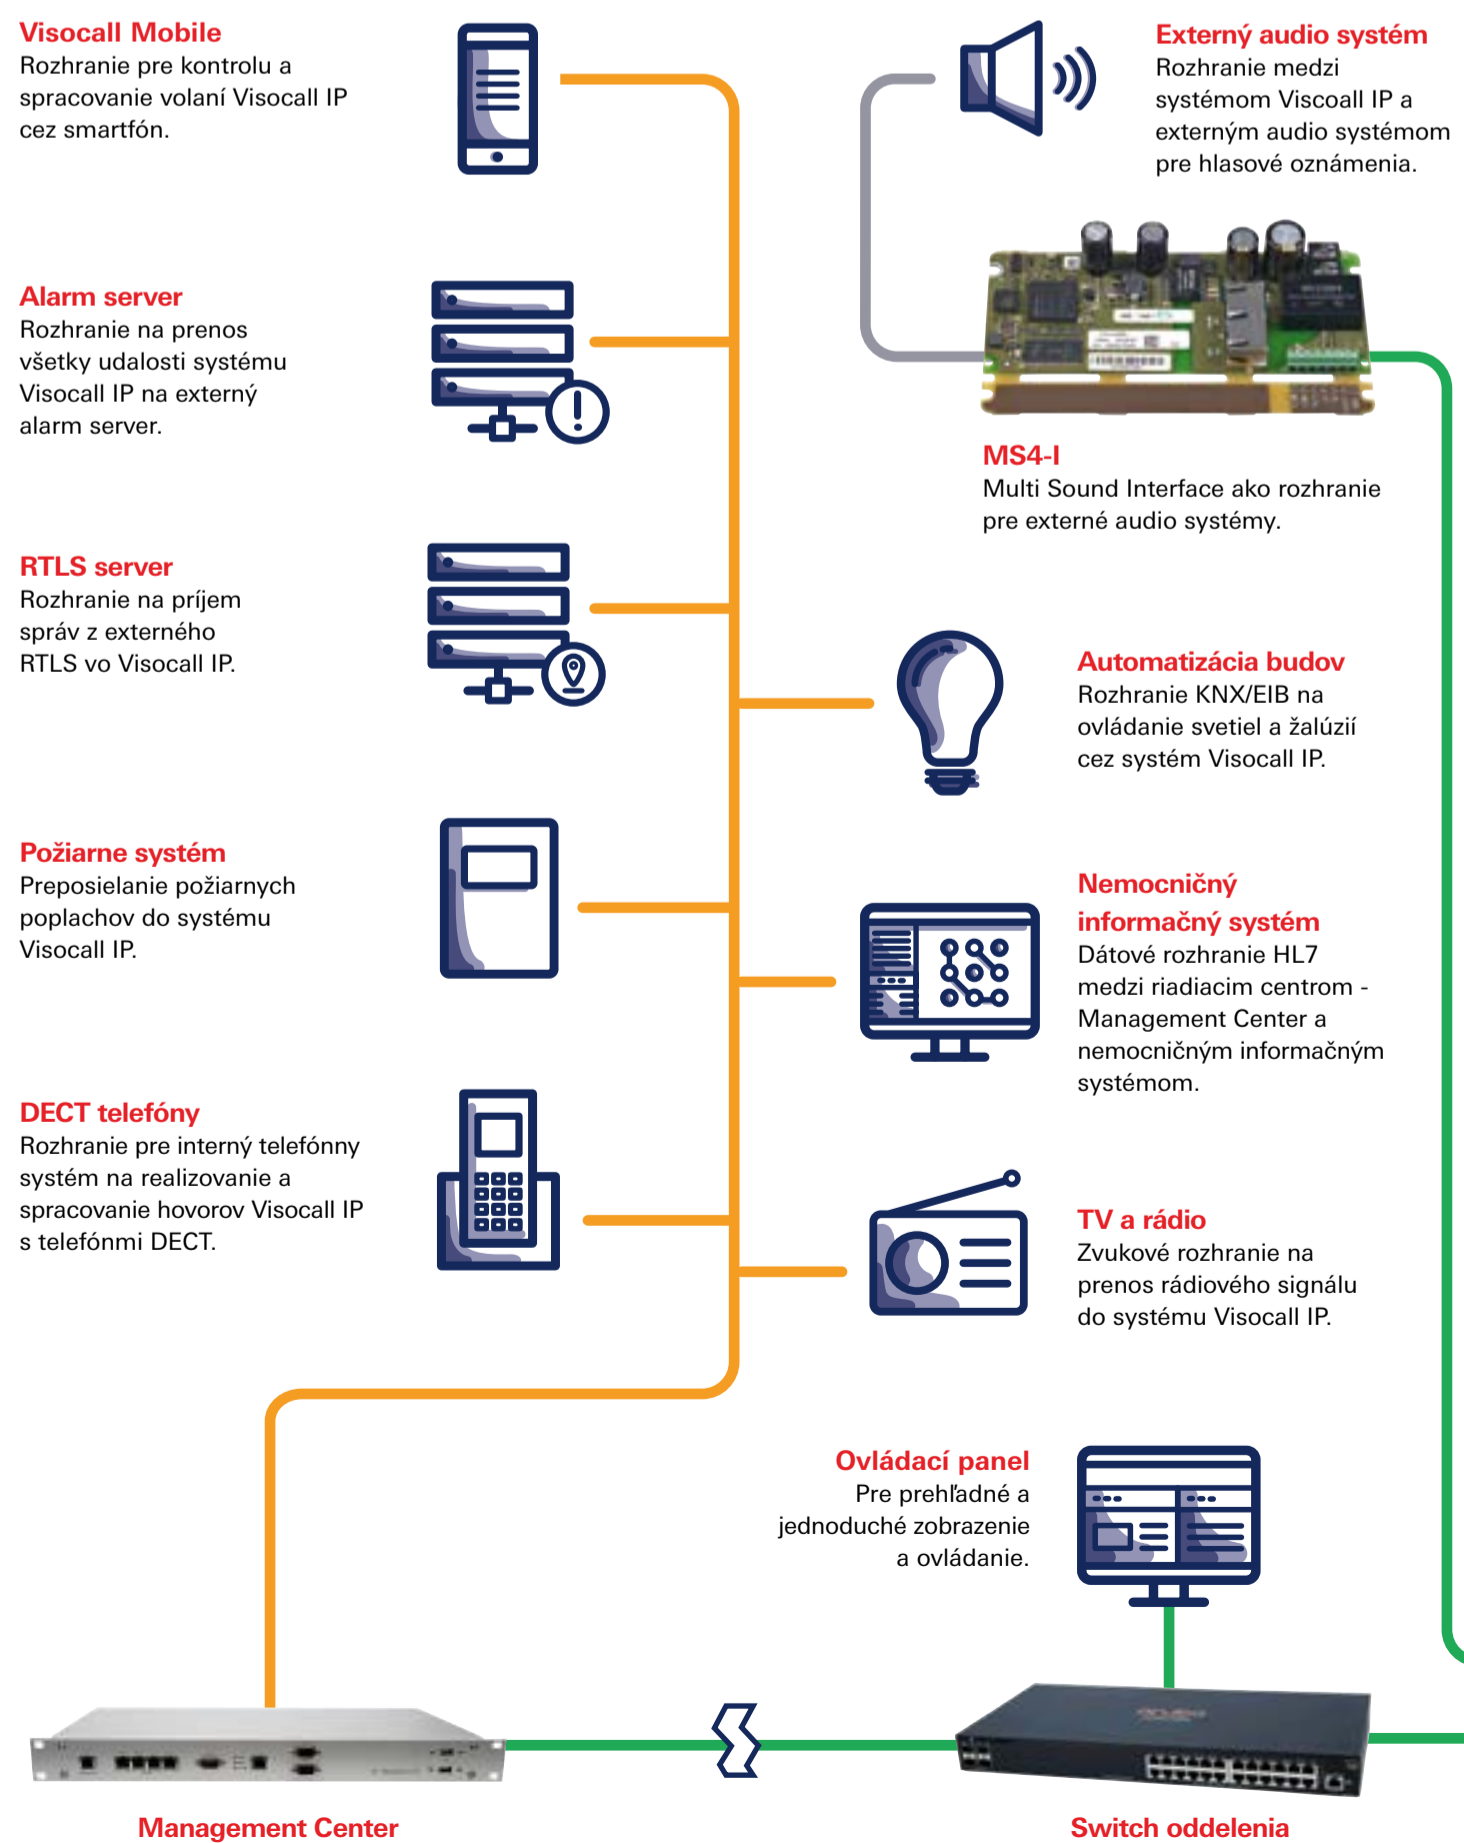 Visocall Mobile
Rozhranie pre kontrolu a
spracovanie volaní Visocall IP
cez smartfón.
Externý audio systém
Rozhranie medzi
systémom Viscoall IP a
externým audio systémom
pre hlasové oznámenia.
Alarm server
Rozhranie na prenos
všetky udalosti systému
Visocall IP na externý
alarm server.
MS4-I
Multi Sound Interface ako rozhranie
pre externé audio systémy.
RTLS server
Rozhranie na príjem
správ z externého
RTLS vo Visocall IP.
Automatizácia budov
Rozhranie KNX/EIB na
ovládanie svetiel a žalúzií
cez systém Visocall IP.
Požiarne systém
Preposielanie požiarnych
poplachov do systému
Visocall IP.
Nemocničný
informačný systém
Dátové rozhranie HL7
medzi riadiacim centrom -
Management Center a
nemocničným informačným
systémom.
DECT telefóny
Rozhranie pre interný telefónny
systém na realizovanie a
spracovanie hovorov Visocall IP
s telefónmi DECT.
TV a rádio
Zvukové rozhranie na
prenos rádiového signálu
do systému Visocall IP.
Ovládací panel
Pre prehľadné a
jednoduché zobrazenie
a ovládanie.
Management Center
Switch oddelenia